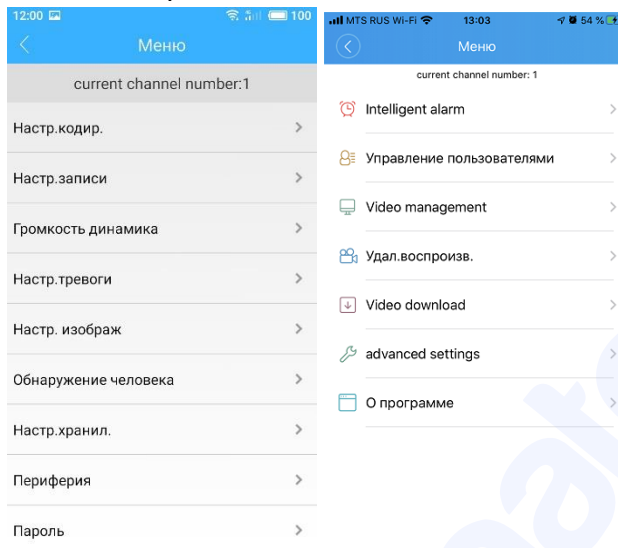 12:00
100
Меню
current channel number:1
Настр.кодир.
Настр.записи
Громкость динамика
Настр.тревоги
Настр. изображ
Обнаружение человека
Настр.хранил.
Периферия
Пароль
MTS RUS Wi-Fi 13:03 54 %
Меню
current channel number: 1
Intelligent alarm
Управление пользователями
Video management
Удал.воспроизв.
Video download
advanced settings
О программе